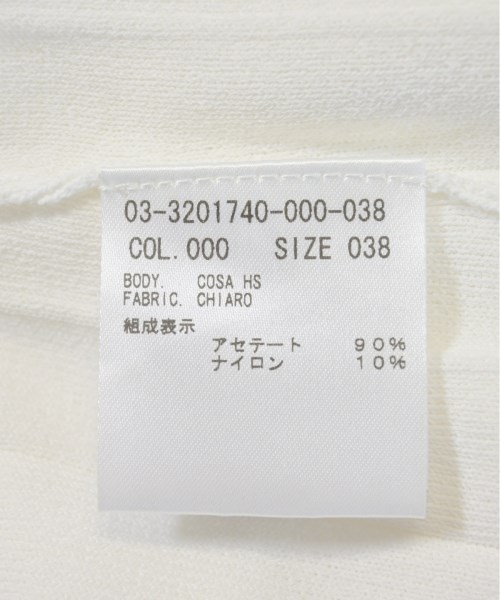 03-3201740-000-038
COL.000 SIZE 038
BODY. COSA HS
FABRIC. CHIARO
組成表示
アセテート 90%
ナイロン 10%